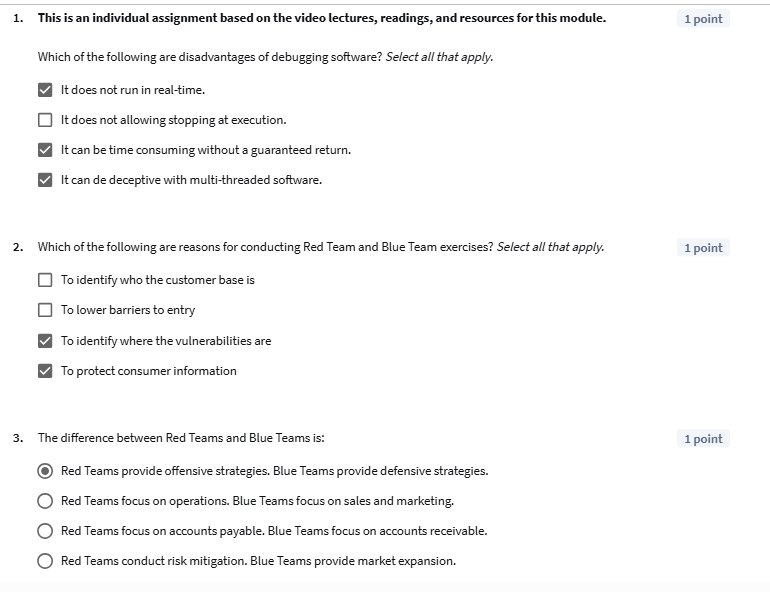 1. This is an individual assignment based on the video lectures, readings, and resources for this module. 1 point
Which of the following are disadvantages of debugging software? Select all that apply.
It does not run in real-time.
It does not allowing stopping at execution.
It can be time consuming without a guaranteed return.
It can de deceptive with multi-threaded software.
2. Which of the following are reasons for conducting Red Team and Blue Team exercises? Select all that apply. 1 point
To identify who the customer base is
To lower barriers to entry
To identify where the vulnerabilities are
To protect consumer information
3. The difference between Red Teams and Blue Teams is: 1 point
Red Teams provide offensive strategies. Blue Teams provide defensive strategies.
Red Teams focus on operations. Blue Teams focus on sales and marketing.
Red Teams focus on accounts payable. Blue Teams focus on accounts receivable.
Red Teams conduct risk mitigation. Blue Teams provide market expansion.